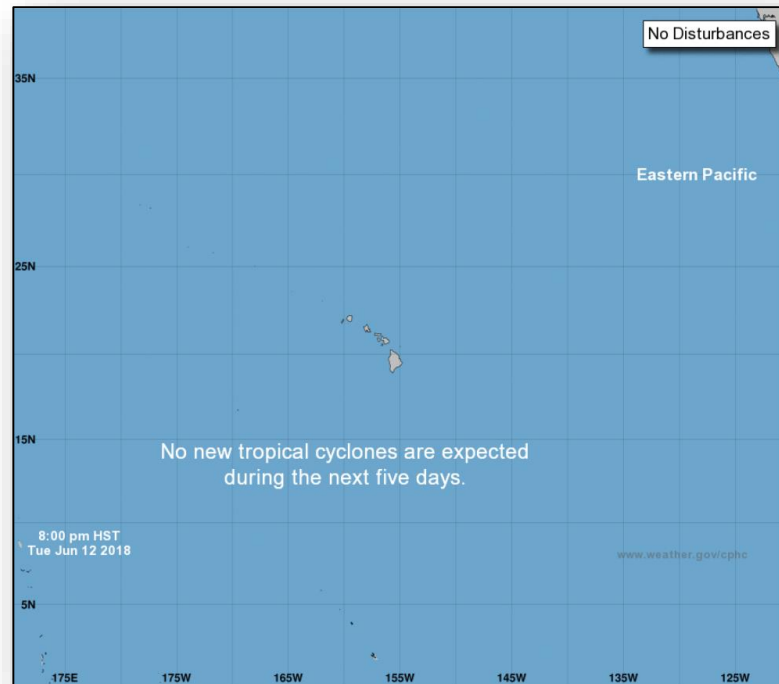 No Disturbances
35N
Eastern Pacific
25N
15N
No new tropical cyclones are expected
during the next five days.
8:00 pm HST
Tue Jun 12 2018
www.weather.gov/cphc
5N
175E 175W 165W 155W 145W 135W 125W